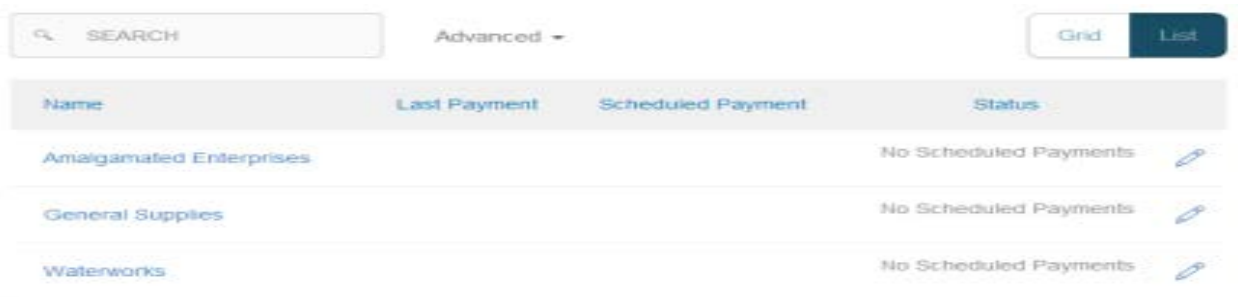 SEARCH Advanced Grid List
Name Last Payment Scheduled Payment Status
Amalgamated Enterprises No Scheduled Payments
General Supplies No Scheduled Payments
Waterworks No Scheduled Payments